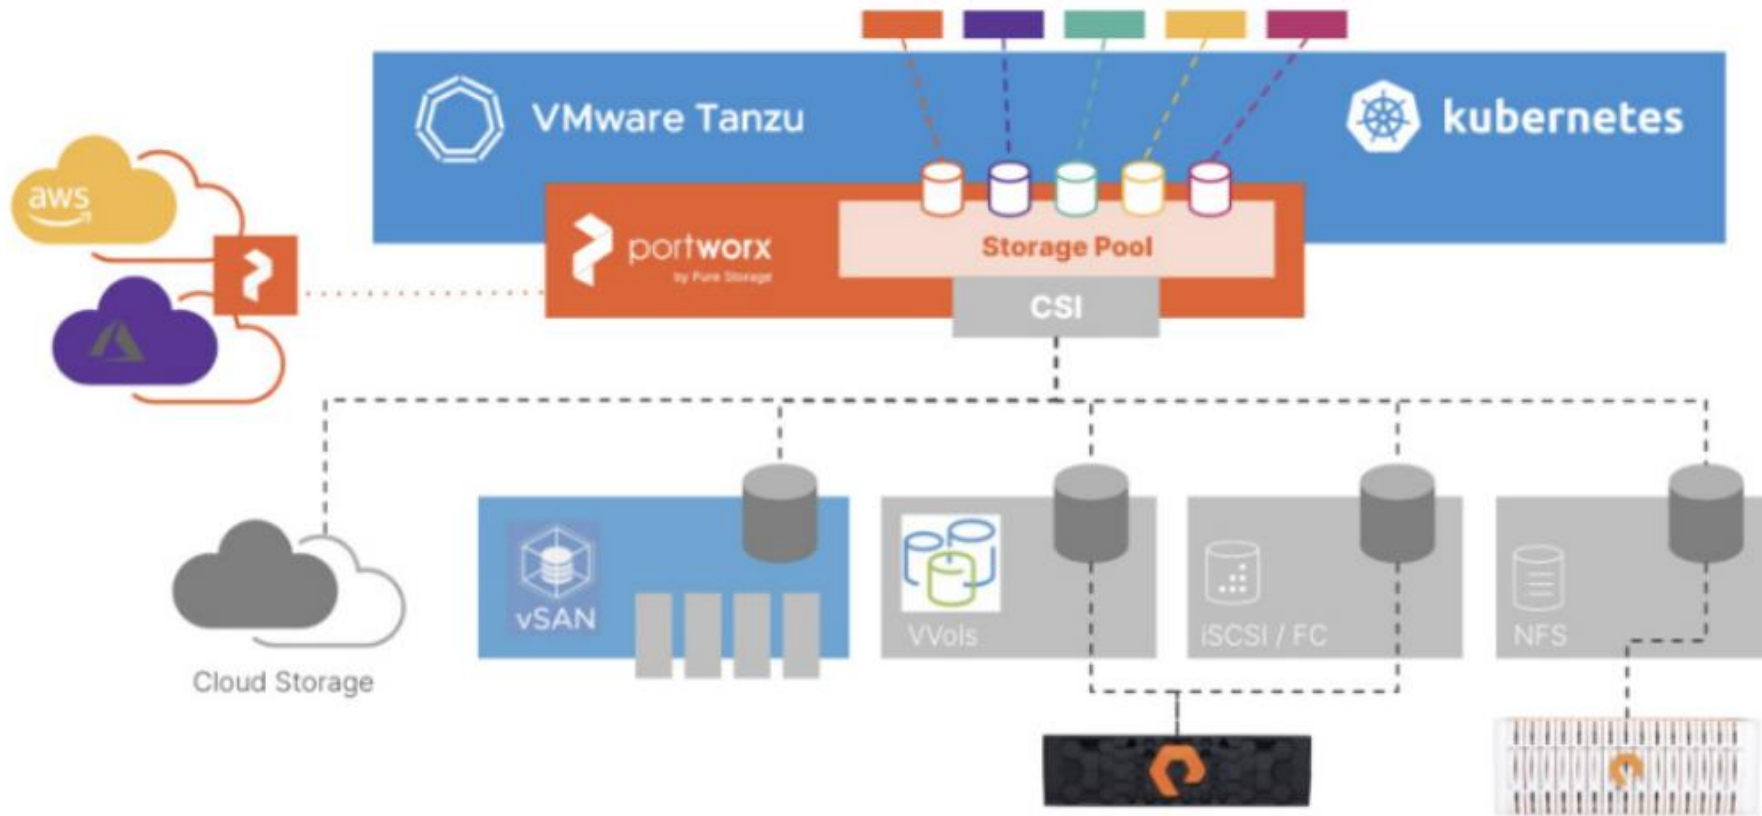 VMware Tanzu
kubernetes
aws
portworx
by Pure Storage
Storage Pool
CSI
vSAN
VVols
iSCSI / FC
NFS
Cloud Storage